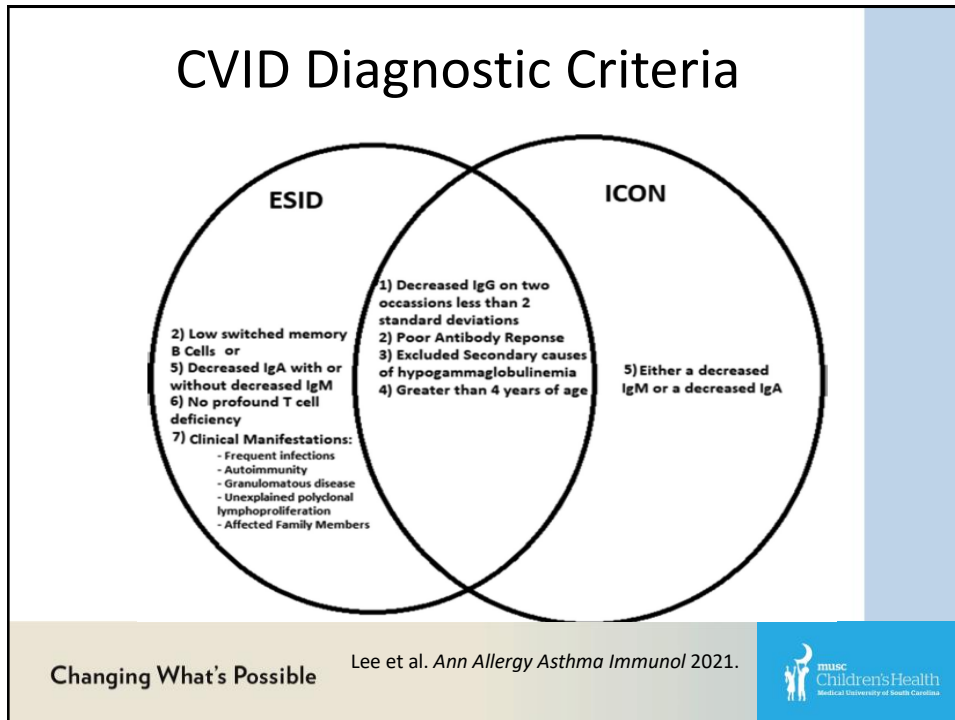 CVID Diagnostic Criteria
ESID
ICON
2) Low switched memory
B Cells or
5) Decreased IgA with or
without decreased IgM
6) No profound T cell
deficiency
7) Clinical Manifestations:
- Frequent infections
- Autoimmunity
- Granulomatous disease
- Unexplained polyclonal
lymphoproliferation
- Affected Family Members
1) Decreased IgG on two
occassions less than 2
standard deviations
2) Poor Antibody Reponse
3) Excluded Secondary causes
of hypogammaglobulinemia
4) Greater than 4 years of age
5) Either a decreased
IgM or a decreased IgA
Changing What's Possible
Lee et al. Ann Allergy Asthma Immunol 2021.
musc
Children's Health
Medical University of South Carolina